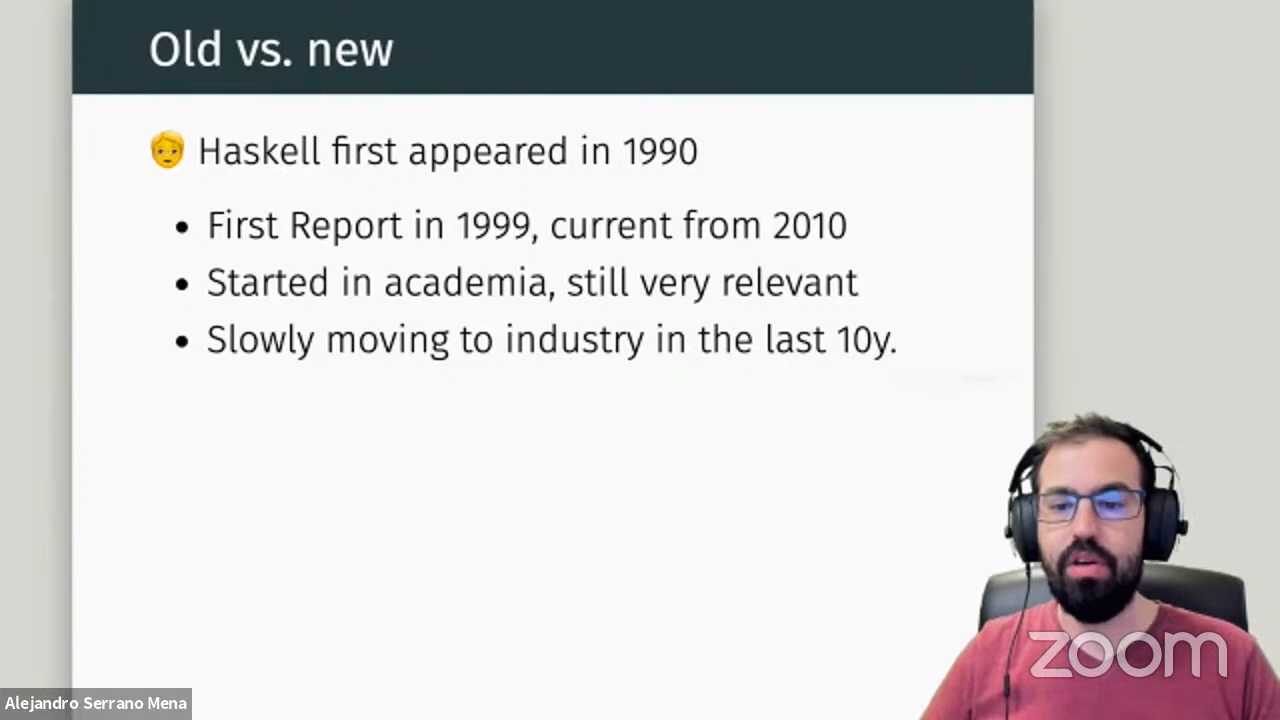 Old vs. new
Haskell first appeared in 1990
• First Report in 1999, current from 2010
• Started in academia, still very relevant
• Slowly moving to industry in the last 10y.
zoom
Alejandro Serrano Mena